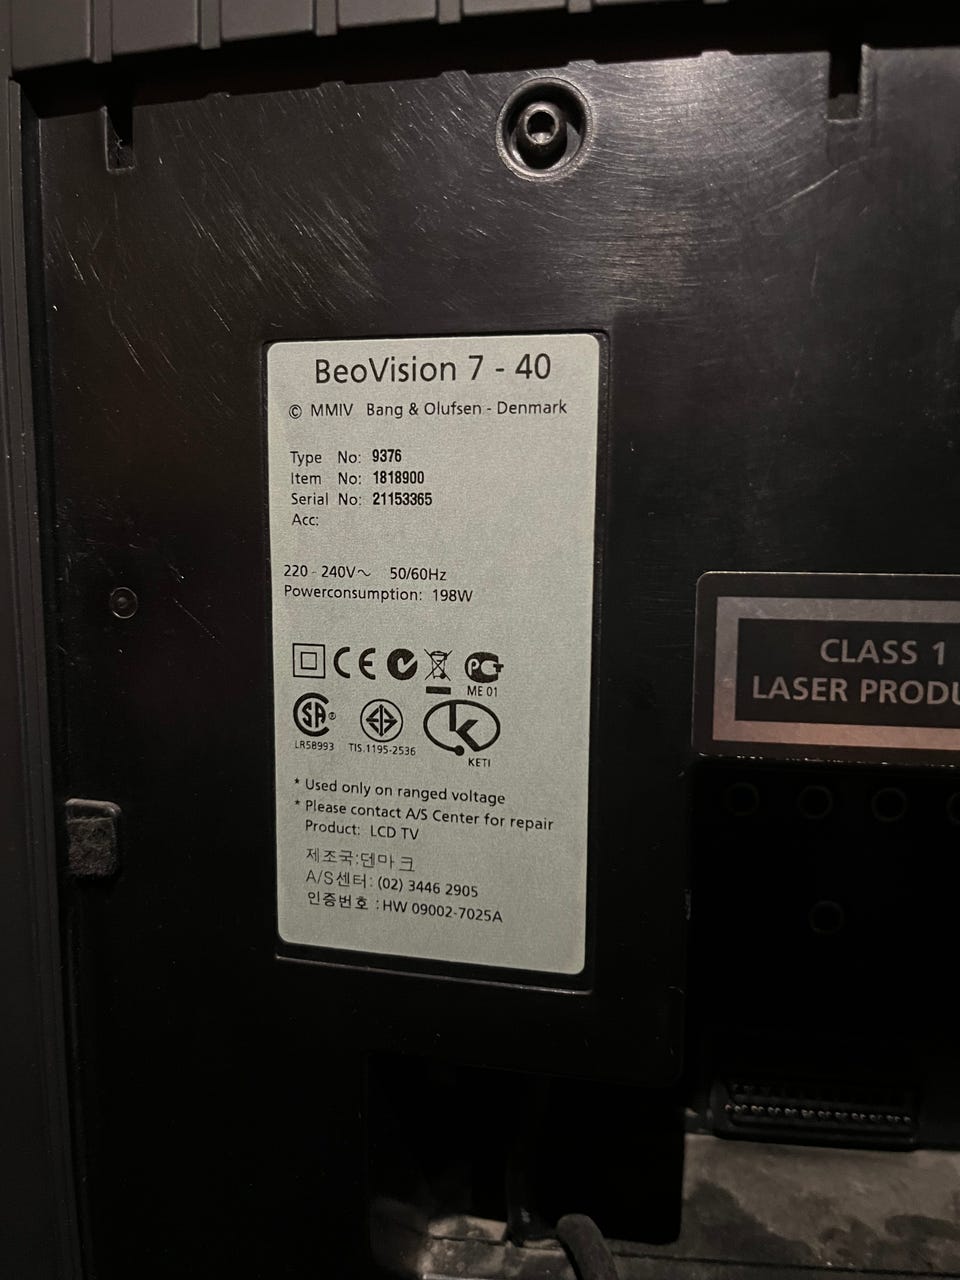 BeoVision 7 - 40
© MMIV Bang & Olufsen - Denmark
Type No: 9376
Item No: 1818900
Serial No: 21153365
Acc:
220 - 240V~ 50/60Hz
Powerconsumption: 198W
CE
PCT
ME 01
SA®
LR58993
TIS.1195-2536
K
KETI
* Used only on ranged voltage
* Please contact A/S Center for repair
Product: LCD TV
제조국:덴마크
A/S센터: (02) 3446 2905
인증번호 : HW 09002-7025A
CLASS 1
LASER PRODU